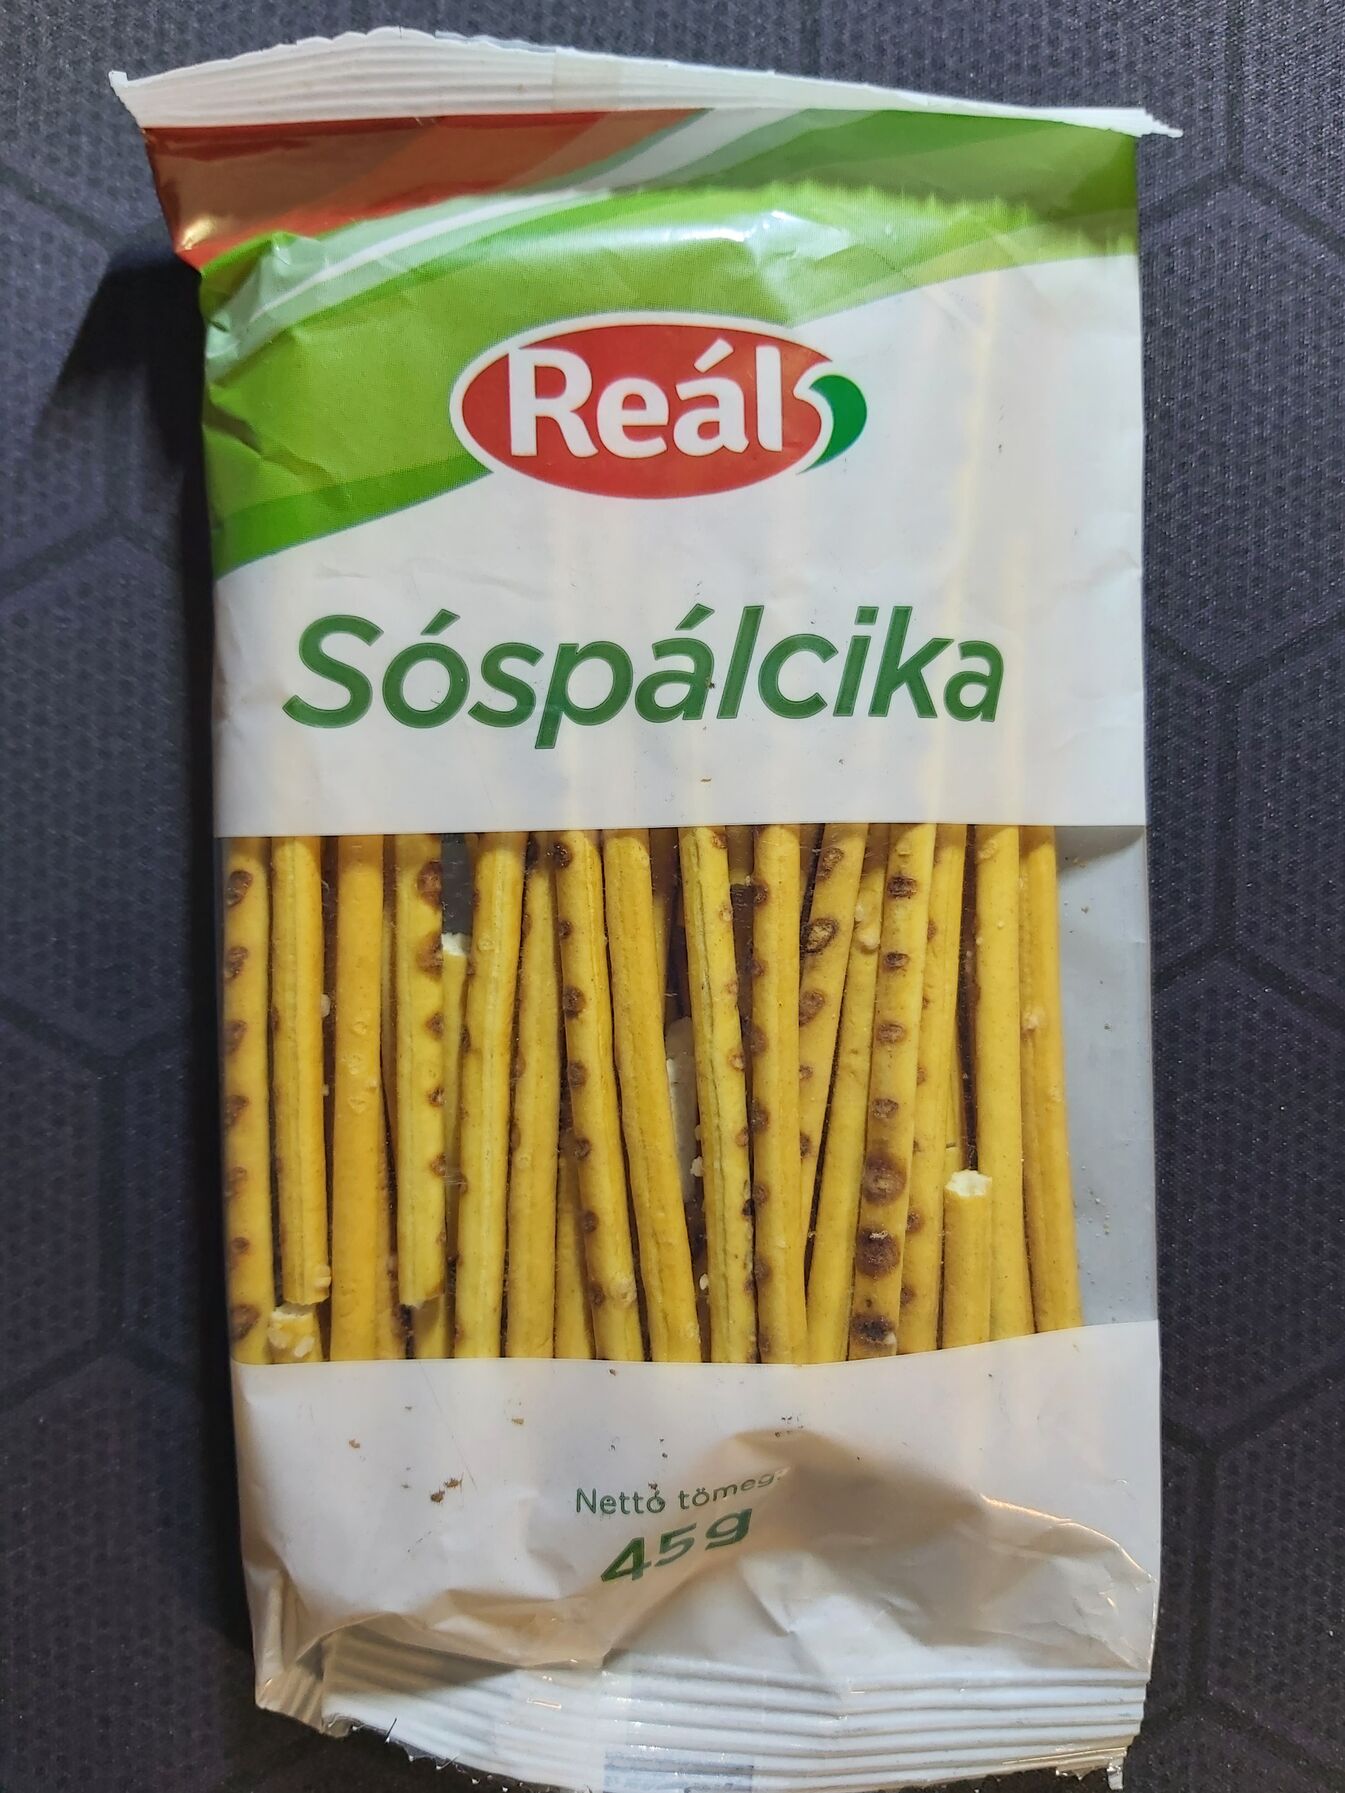 Reál
Sóspálcika
Nettó tömeg:
45g